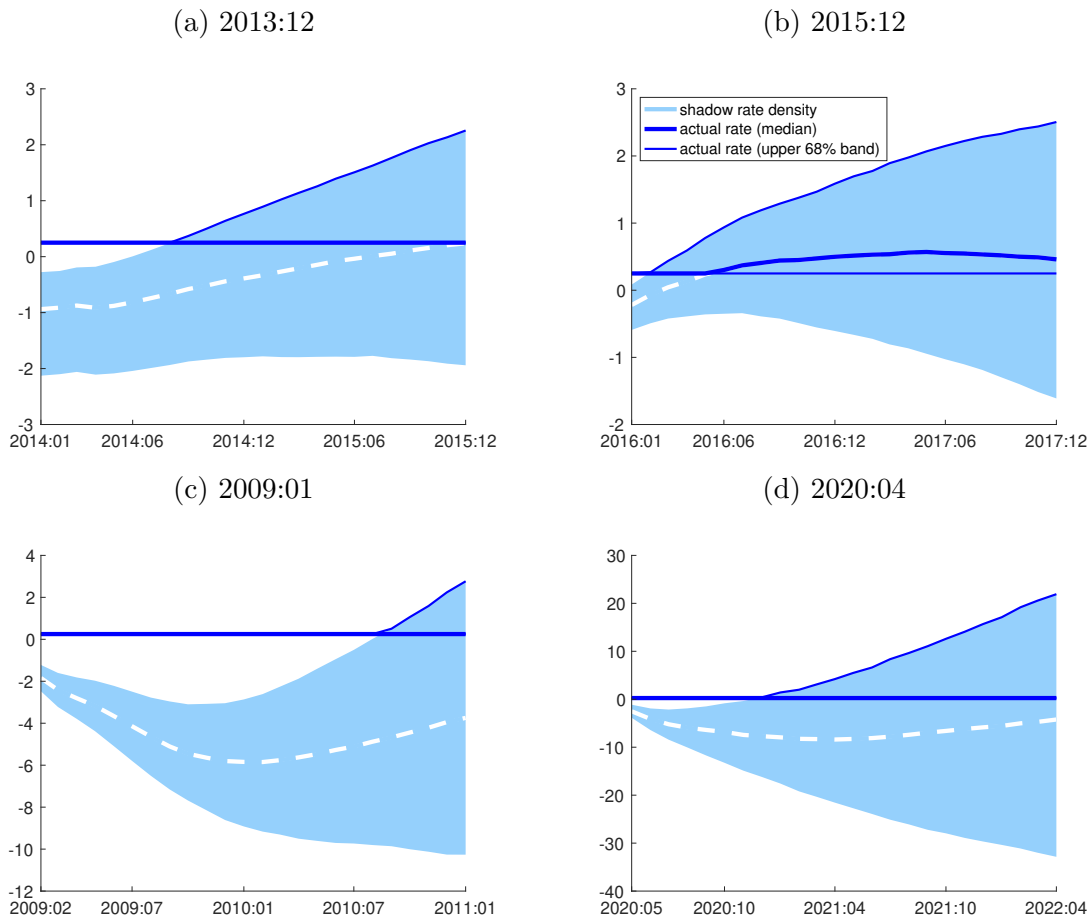 (a) 2013:12
3
2
1
0
-1
-2
-3
2014:01 2014:06 2014:12 2015:06 2015:12
(b) 2015:12
shadow rate density
actual rate (median)
actual rate (upper 68% band)
3
2
1
0
-1
-2
2016:01 2016:06 2016:12 2017:06 2017:12
(c) 2009:01
4
2
0
-2
-4
-6
-8
-10
-12
2009:02 2009:07 2010:01 2010:07 2011:01
(d) 2020:04
30
20
10
0
-10
-20
-30
-40
2020:05 2020:10 2021:04 2021:10 2022:04